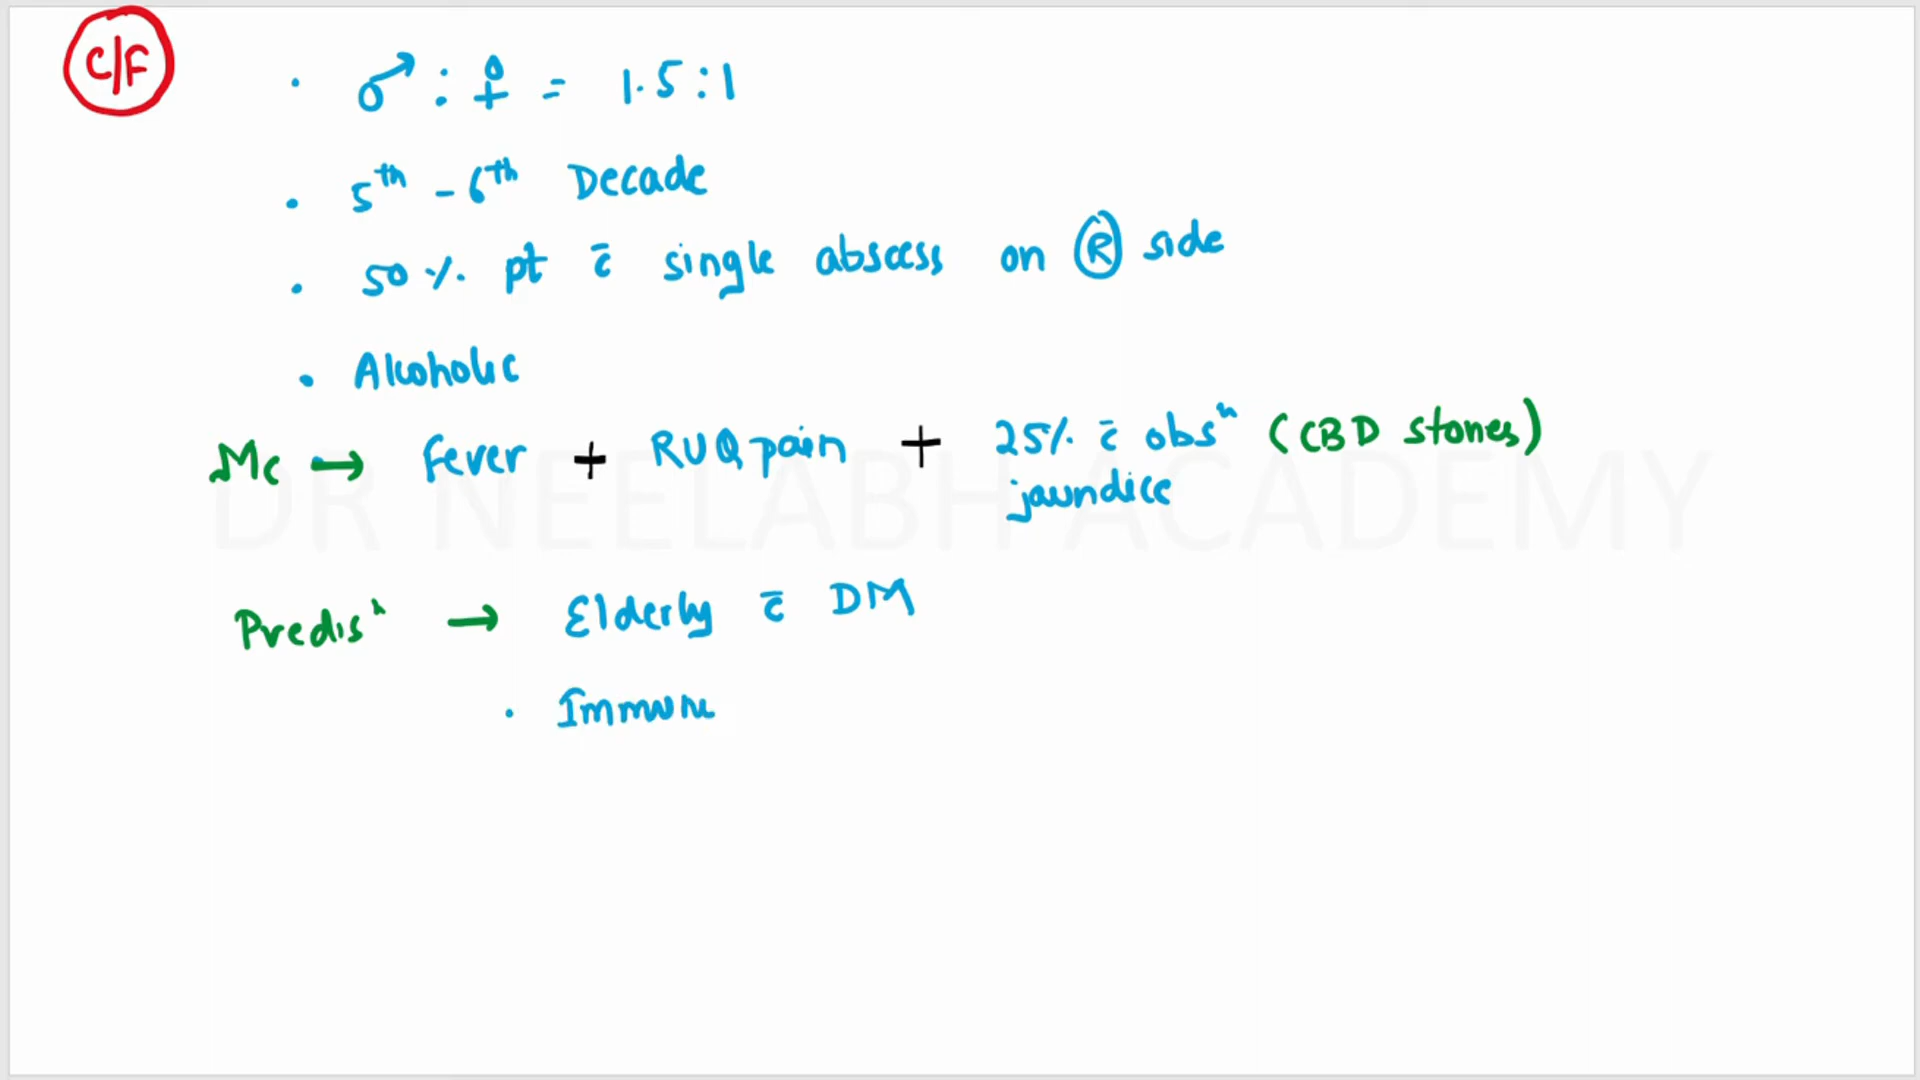 C/F
• ♂ : ♀ = 1.5 : 1
• 5th - 6th Decade
• 50 % pt c̄ single abscess on Ⓡ side
• Alcoholic
Mc → Fever + RUQ pain + 25% c̄ obsⁿ (CBD stones)
jaundice
DR NEELABH ACADEMY
Predisⁿ → Elderly c̄ DM
• Immune